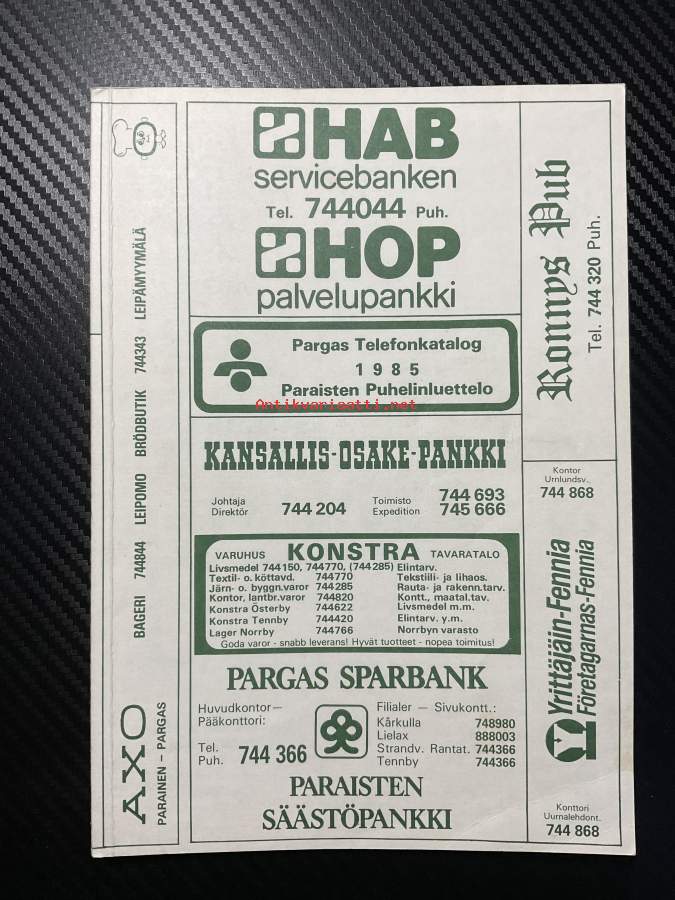 HAB
servicebanken
Tel. 744044 Puh.
HOP
palvelupankki
Pargas Telefonkatalog
1985
Paraisten Puhelinluettelo
Antikvariaatti.net
KANSALLIS-OSAKE-PANKKI
Johtaja
Direktör
744 204
Toimisto
Expedition
744 693
745 666
VARUHUS KONSTRA TAVARATALO
Livsmedel 744150, 744770, (744285) Elintarv.
Textil- o. köttavd. 744770 Tekstiili- ja lihaos.
Järn- o. byggn.varor 744285 Rauta- ja rakenn.tarv.
Kontor, lantbr.varor 744820 Kontt., maatal.tav.
Konstra Österby 744622 Livsmedel m.m.
Konstra Tennby 744420 Elintarv. y.m.
Lager Norrby 744766 Norrbyn varasto
Goda varor - snabb leverans! Hyvät tuotteet - nopea toimitus!
PARGAS SPARBANK
Huvudkontor—
Pääkonttori:
Tel.
Puh.
744 366
Filialer — Sivukontt.:
Kårkulla 748980
Lielax 888003
Strandv. Rantat. 744366
Tennby 744366
PARAISTEN
SÄÄSTÖPANKKI
AXO
PARAINEN – PARGAS
BAGERI 744844 LEIPOMO BRÖDBUTIK 744343 LEIPÄMYYMÄLÄ
Ronnys Pub
Tel. 744 320 Puh.
Kontor
Urnlundsv.
744 868
Yrittäjäin-Fennia
Företagarnas-Fennia
Konttori
Uurnalehdont.
744 868